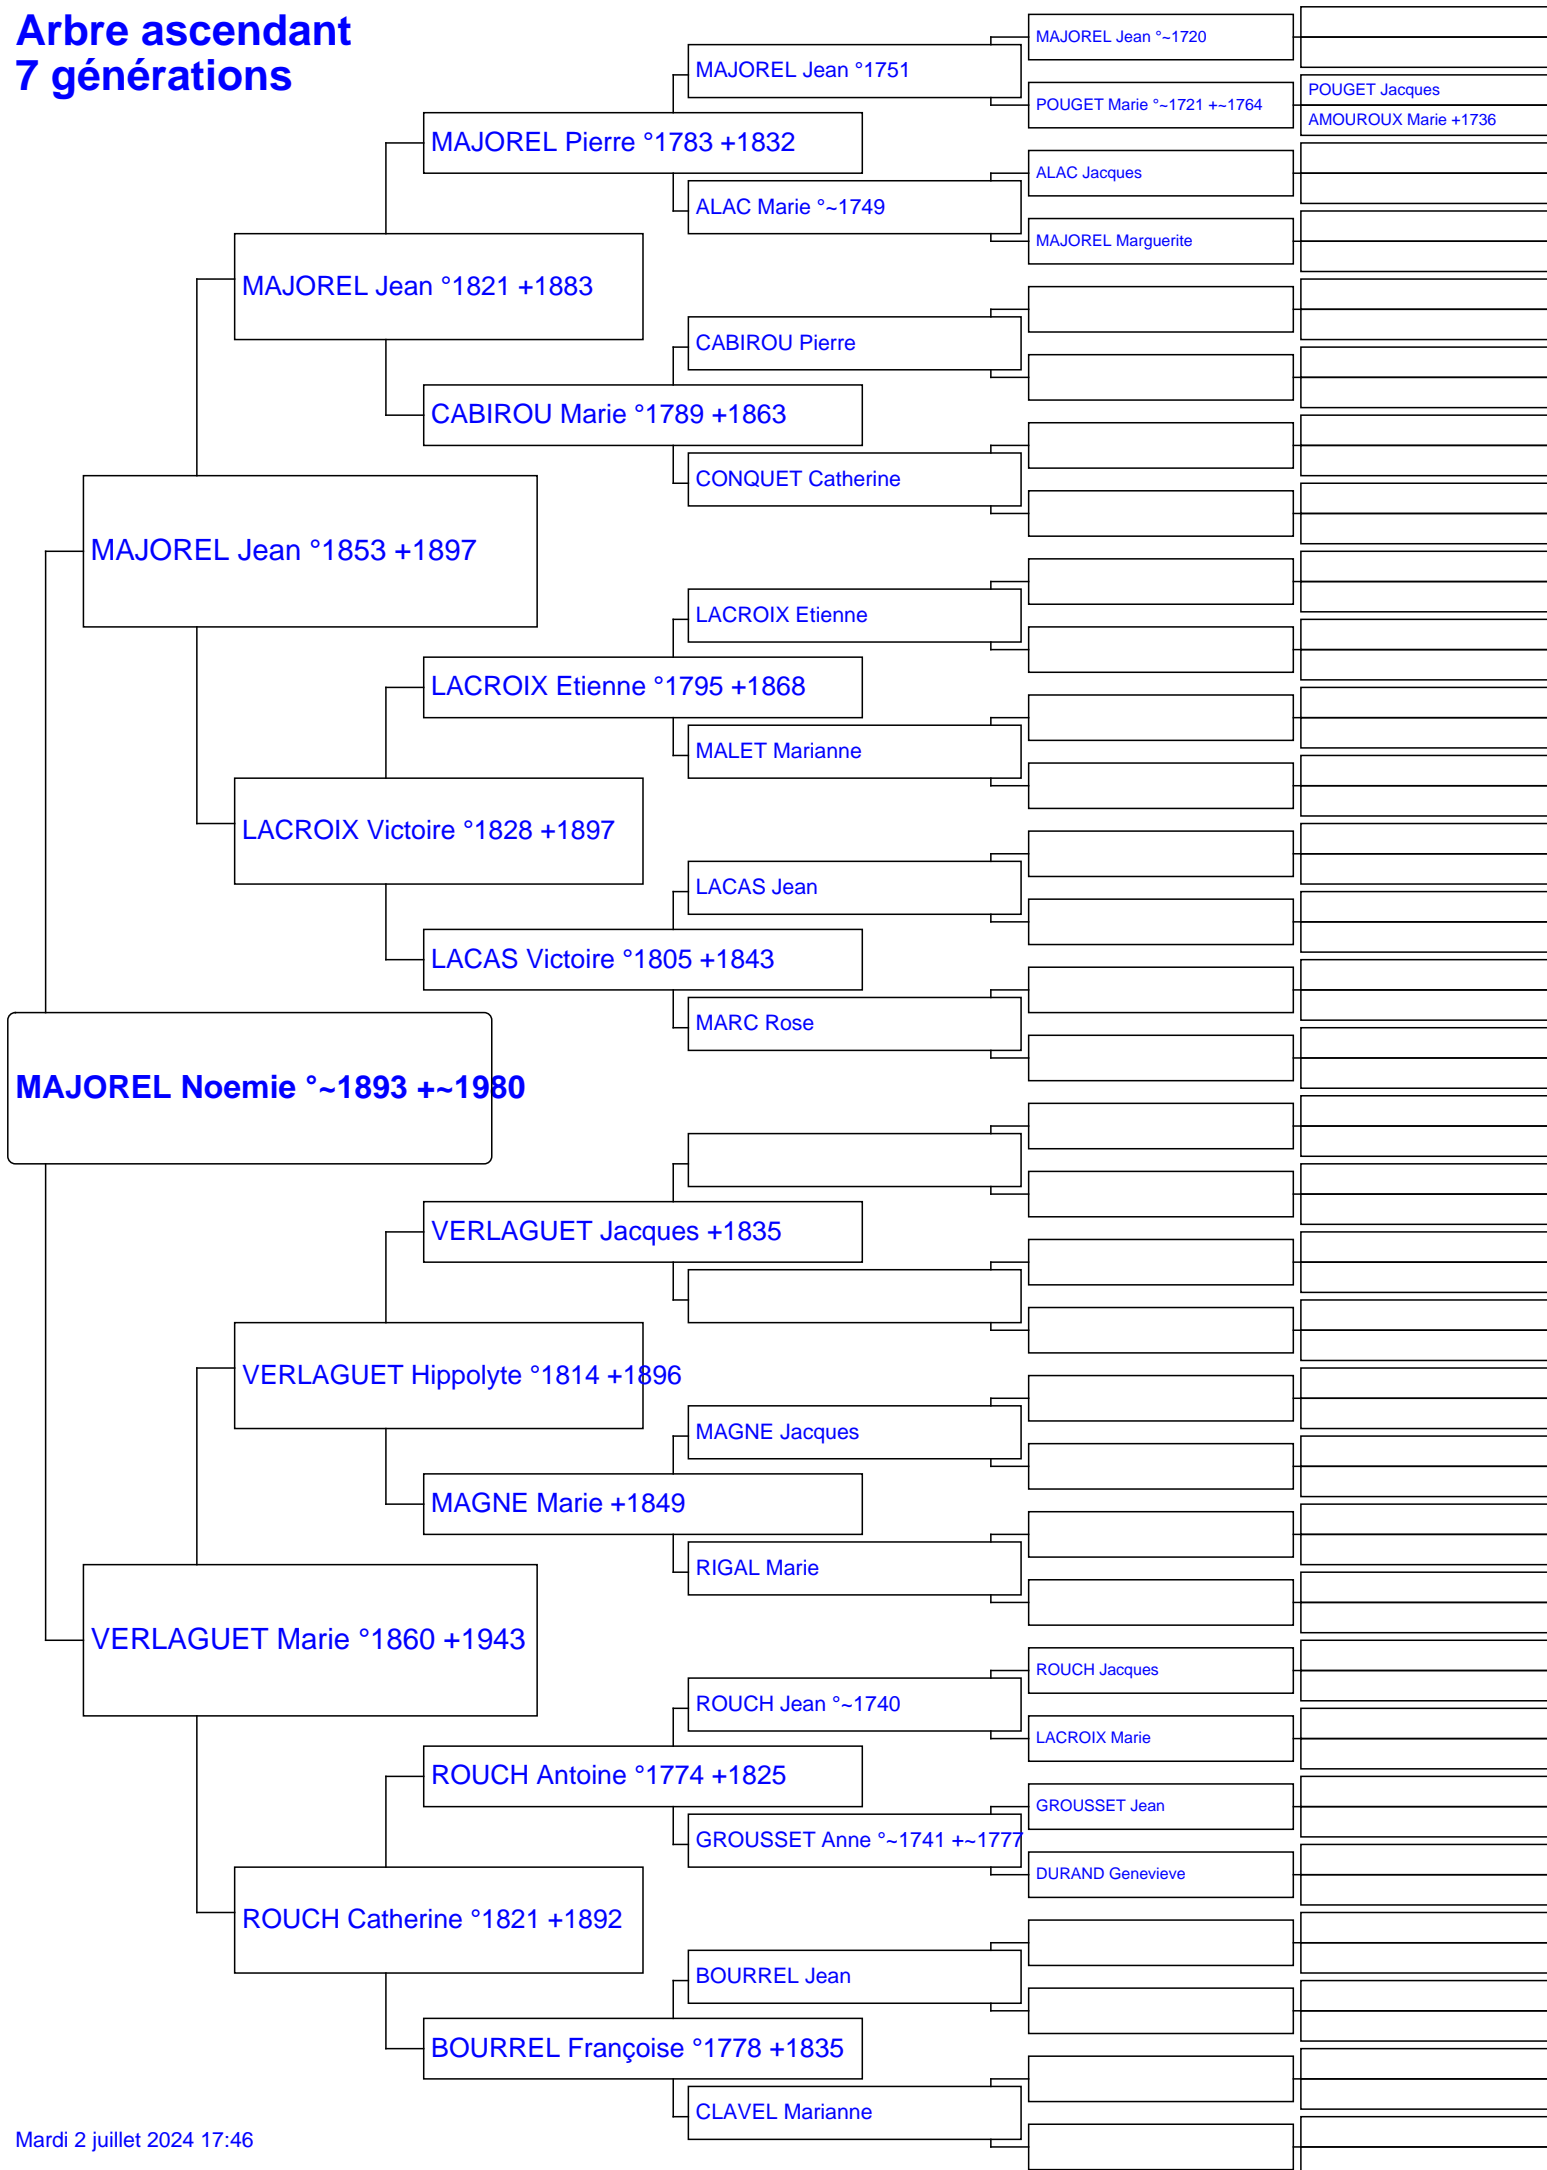 Arbre ascendant
7 générations
MAJOREL Jean °~1720
MAJOREL Jean °1751
POUGET Jacques
POUGET Marie °~1721 +~1764
AMOUROUX Marie +1736
MAJOREL Pierre °1783 +1832
ALAC Jacques
ALAC Marie °~1749
MAJOREL Marguerite
MAJOREL Jean °1821 +1883
CABIROU Pierre
CABIROU Marie °1789 +1863
CONQUET Catherine
MAJOREL Jean °1853 +1897
LACROIX Etienne
LACROIX Etienne °1795 +1868
MALET Marianne
LACROIX Victoire °1828 +1897
LACAS Jean
LACAS Victoire °1805 +1843
MARC Rose
MAJOREL Noemie °~1893 +~1980
VERLAGUET Jacques +1835
VERLAGUET Hippolyte °1814 +1896
MAGNE Jacques
MAGNE Marie +1849
RIGAL Marie
VERLAGUET Marie °1860 +1943
ROUCH Jacques
ROUCH Jean °~1740
LACROIX Marie
ROUCH Antoine °1774 +1825
GROUSSET Jean
GROUSSET Anne °~1741 +~1777
DURAND Genevieve
ROUCH Catherine °1821 +1892
BOURREL Jean
BOURREL Françoise °1778 +1835
CLAVEL Marianne
Mardi 2 juillet 2024 17:46